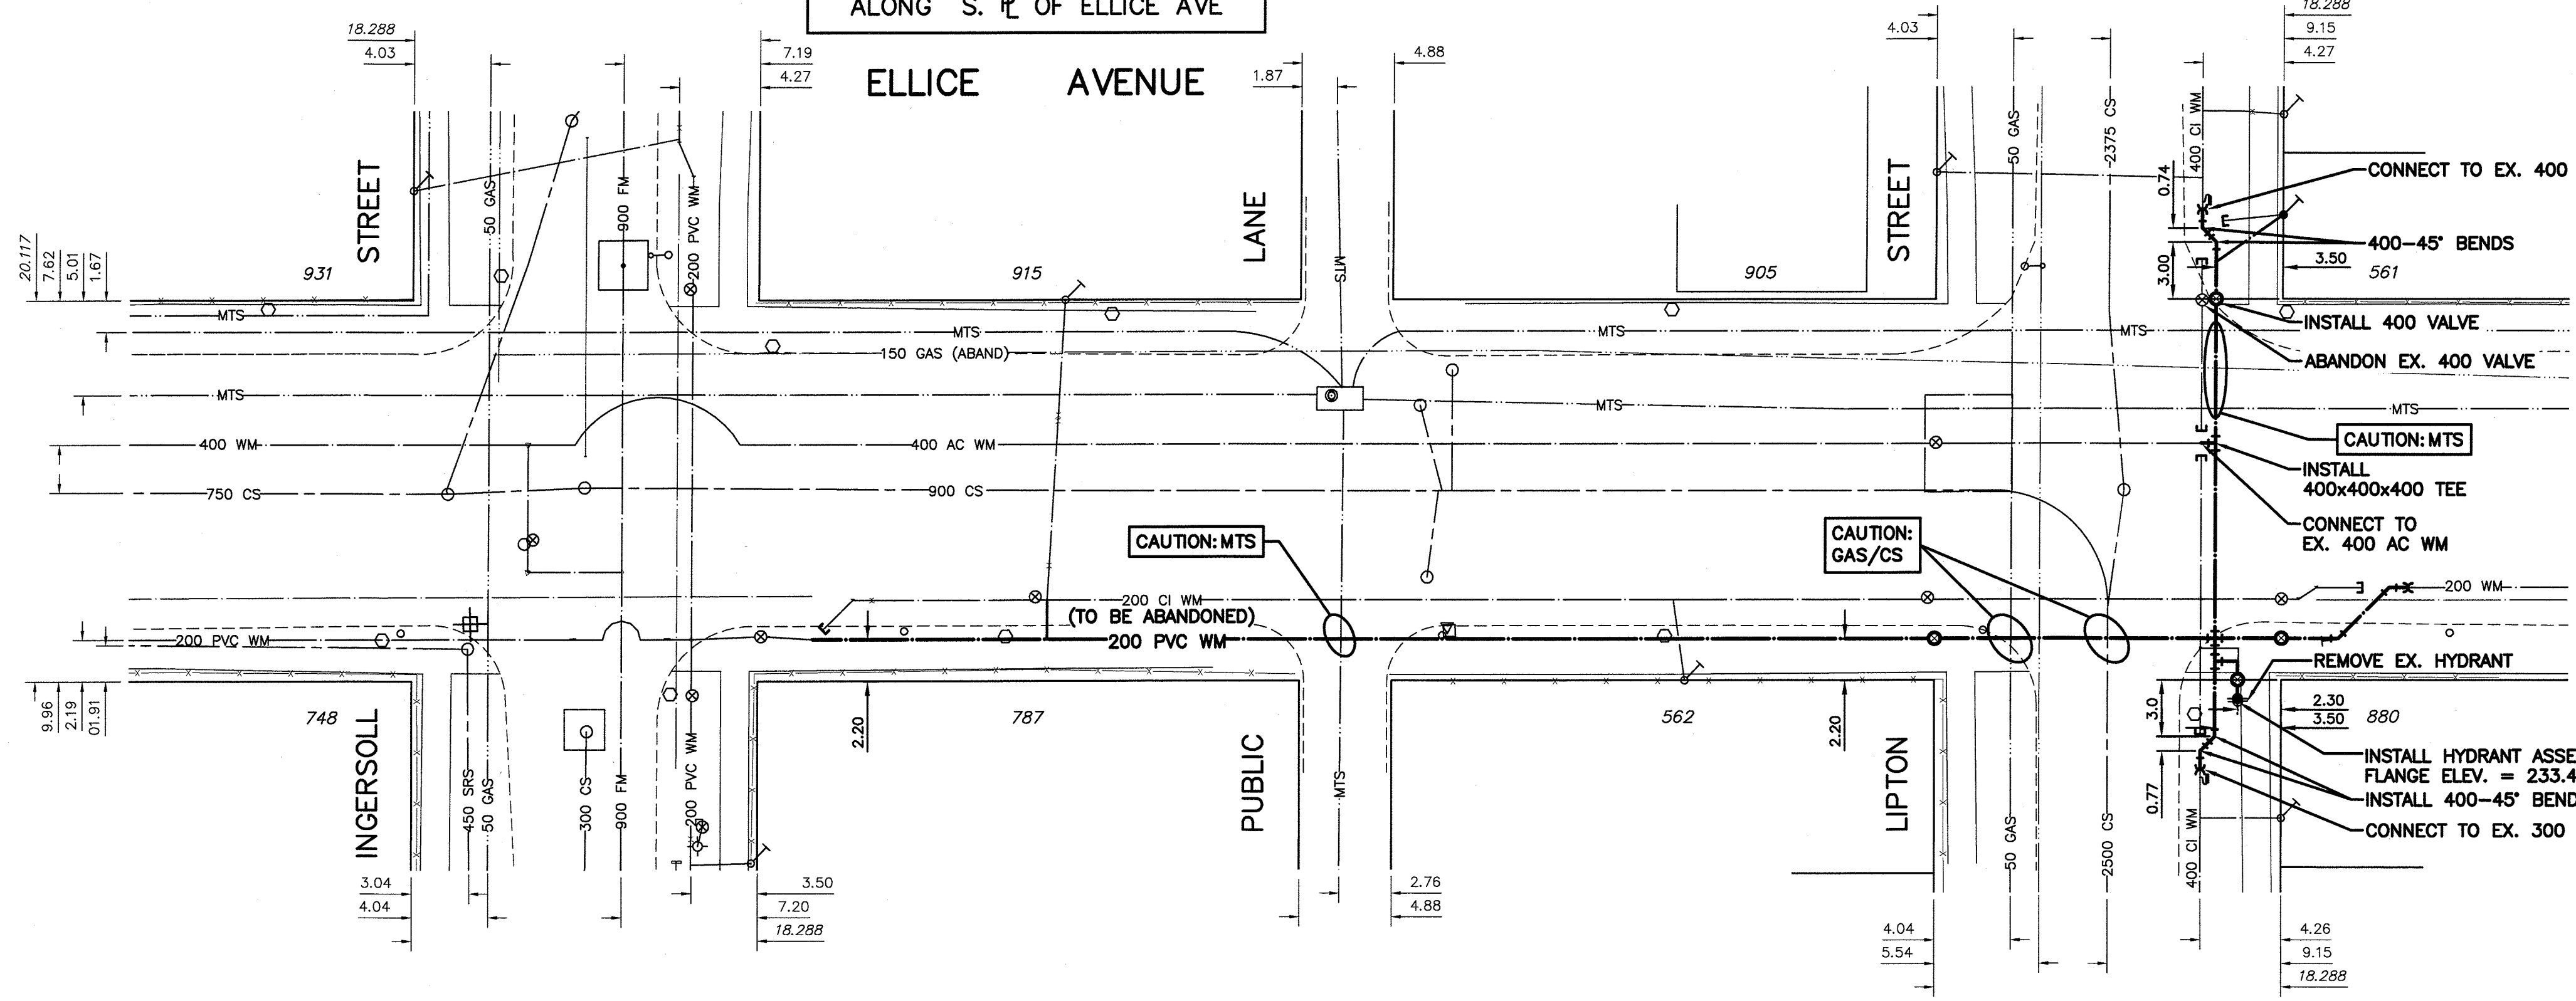 ALONG S. ℙL OF ELLICE AVE
18.288
4.03
7.19
4.27
ELLICE AVENUE
1.87
4.88
4.03
18.288
9.15
4.27
STREET
50 GAS
900 FM
200 PVC WM
LANE
MTS
STREET
50 GAS
2375 CS
400 CI WM
0.74
CONNECT TO EX. 400
400-45° BENDS
3.00
3.50
561
20.117
7.62
5.01
1.67
931
915
905
MTS
MTS
MTS
MTS
INSTALL 400 VALVE
150 GAS (ABAND)
ABANDON EX. 400 VALVE
MTS
MTS
MTS
CAUTION: MTS
400 WM
400 AC WM
INSTALL
400x400x400 TEE
750 CS
900 CS
CONNECT TO
EX. 400 AC WM
CAUTION: MTS
CAUTION:
GAS/CS
200 WM
200 CI WM
(TO BE ABANDONED)
200 PVC WM
200 PVC WM
REMOVE EX. HYDRANT
9.96
2.19
01.91
748
787
562
2.20
2.20
3.0
2.30
3.50
880
INGERSOLL
450 SRS
50 GAS
300 CS
900 FM
200 PVC WM
PUBLIC
MTS
LIPTON
50 GAS
2500 CS
400 CI WM
0.77
INSTALL HYDRANT ASSE
FLANGE ELEV. = 233.4
INSTALL 400-45° BEND
CONNECT TO EX. 300
3.04
4.04
3.50
7.20
18.288
2.76
4.88
4.04
5.54
4.26
9.15
18.288